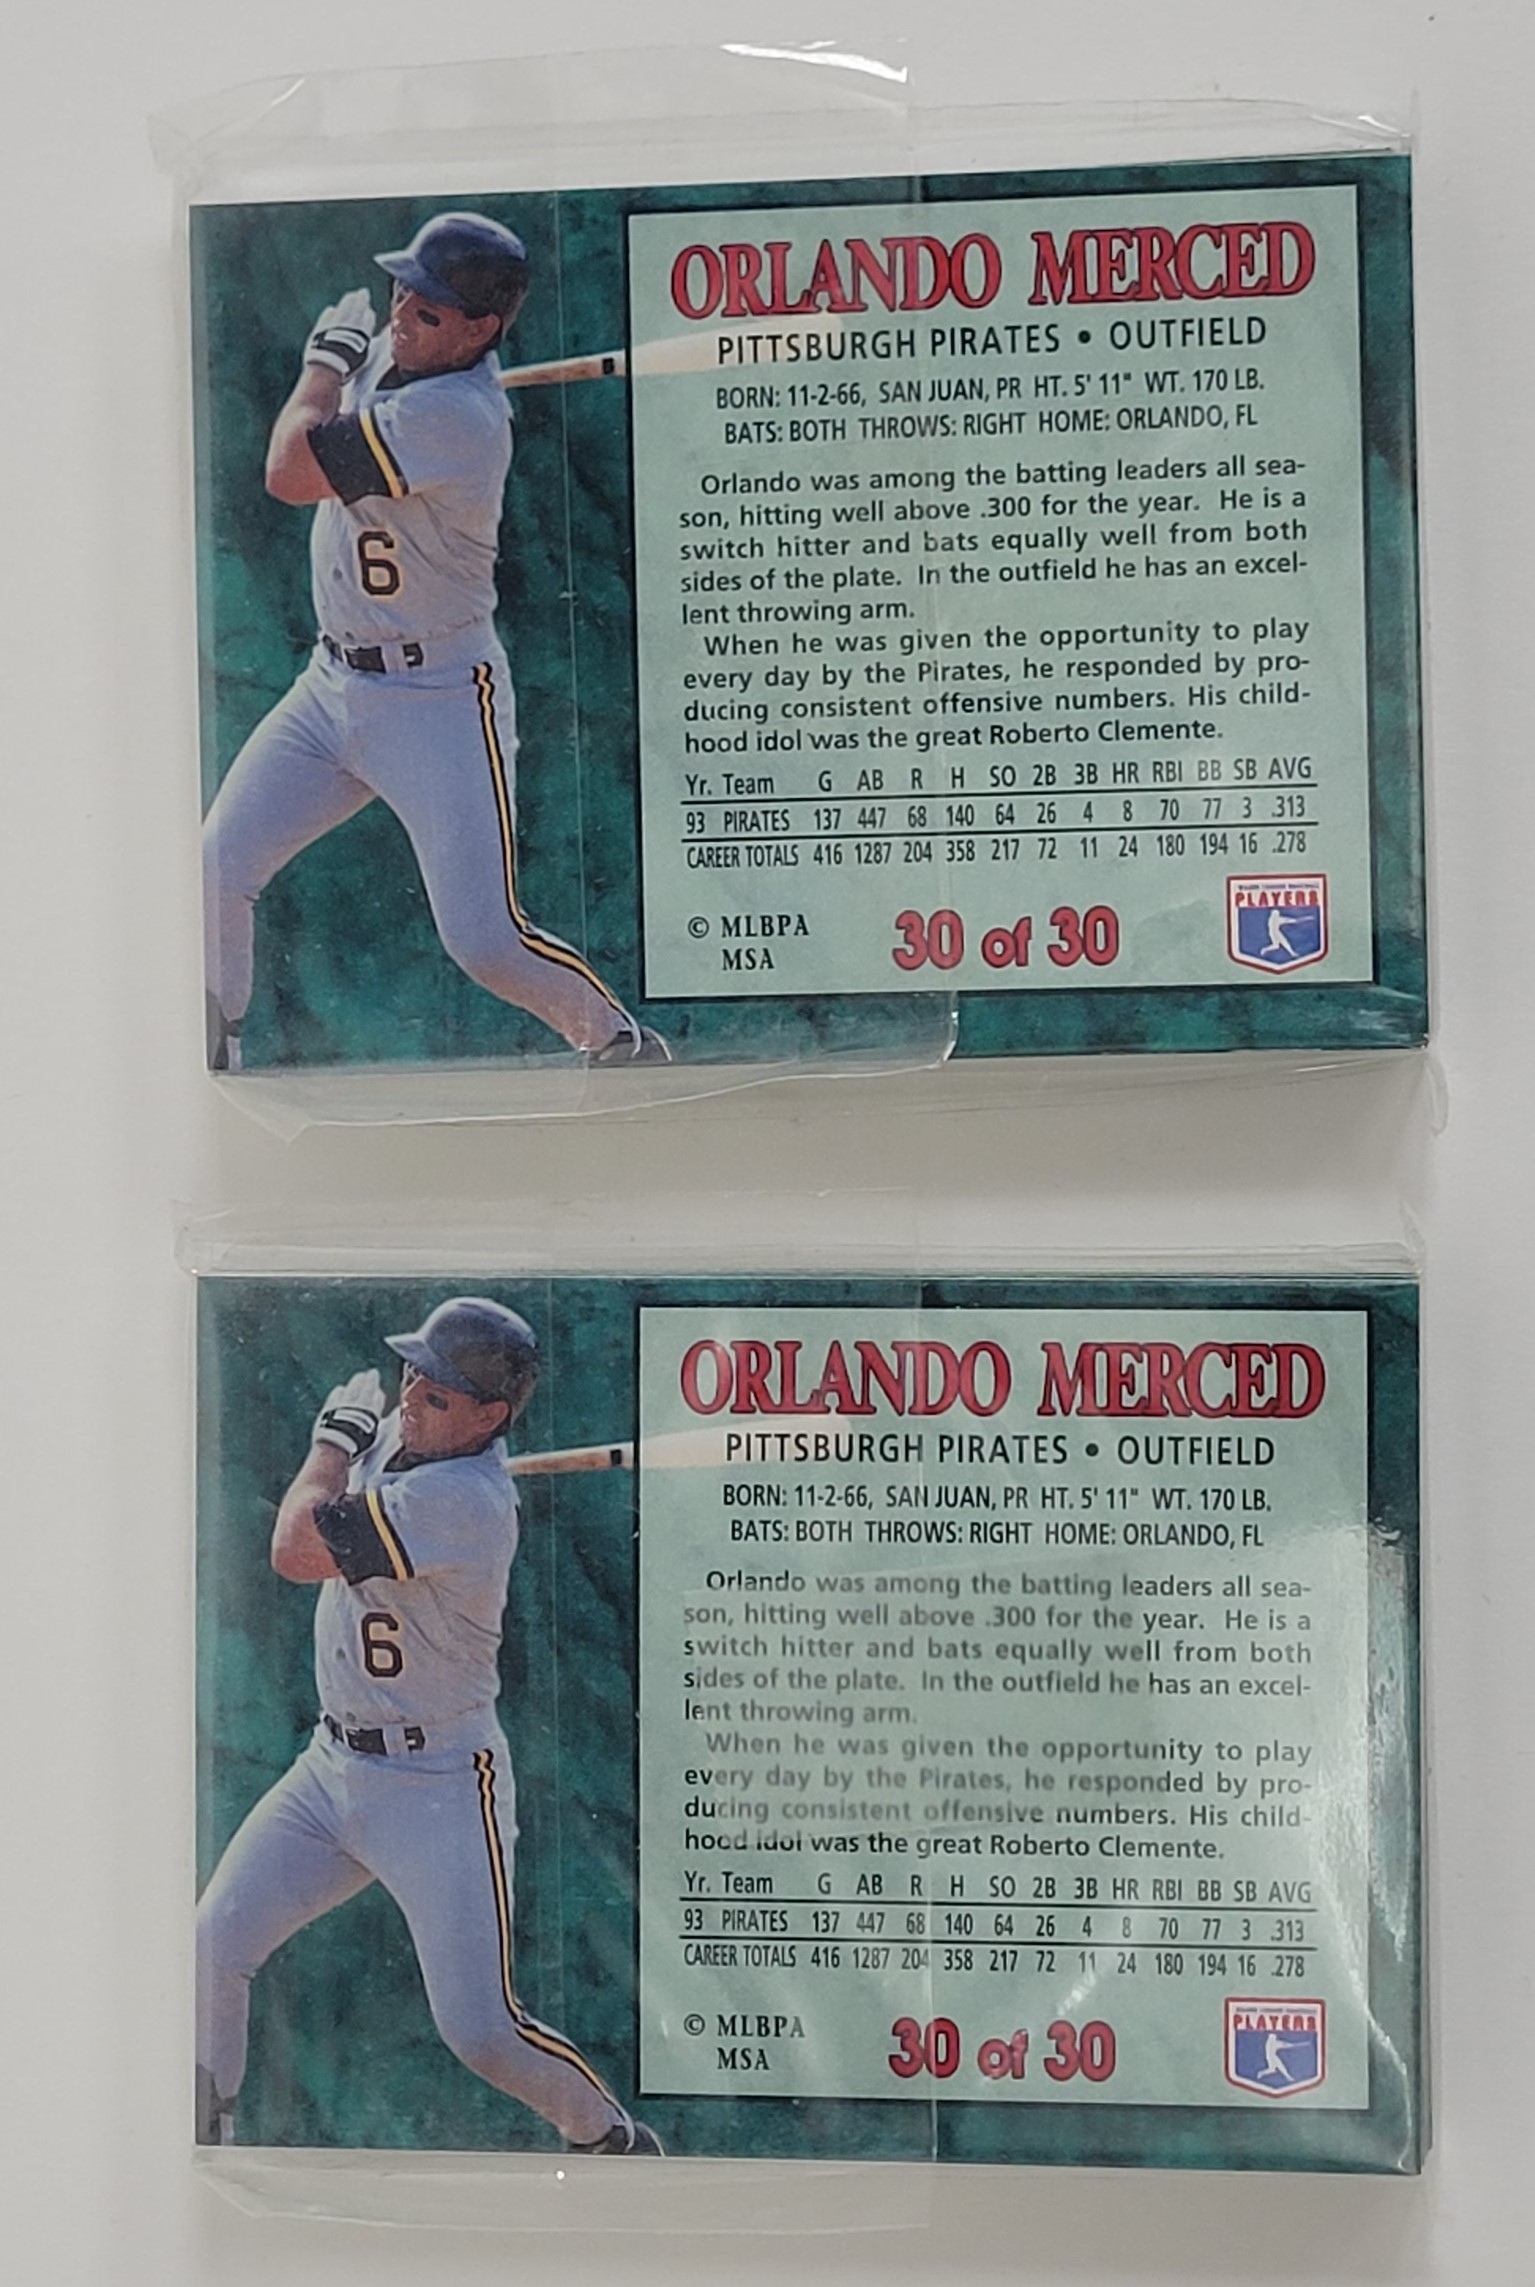 ORLANDO MERCED
PITTSBURGH PIRATES • OUTFIELD
BORN: 11-2-66, SAN JUAN, PR HT. 5' 11" WT. 170 LB.
BATS: BOTH THROWS: RIGHT HOME: ORLANDO, FL
Orlando was among the batting leaders all sea-
son, hitting well above .300 for the year. He is a
switch hitter and bats equally well from both
sides of the plate. In the outfield he has an excel-
lent throwing arm.
When he was given the opportunity to play
every day by the Pirates, he responded by pro-
ducing consistent offensive numbers. His child-
hood idol was the great Roberto Clemente.
Yr. Team G AB R H SO 2B 3B HR RBI BB SB AVG
93 PIRATES 137 447 68 140 64 26 4 8 70 77 3 .313
CAREER TOTALS 416 1287 204 358 217 72 11 24 180 194 16 .278
© MLBPA
MSA
30 of 30
MAJOR LEAGUE BASEBALL
PLAYERS
6
ORLANDO MERCED
PITTSBURGH PIRATES • OUTFIELD
BORN: 11-2-66, SAN JUAN, PR HT. 5' 11" WT. 170 LB.
BATS: BOTH THROWS: RIGHT HOME: ORLANDO, FL
Orlando was among the batting leaders all sea-
son, hitting well above .300 for the year. He is a
switch hitter and bats equally well from both
sides of the plate. In the outfield he has an excel-
lent throwing arm.
When he was given the opportunity to play
every day by the Pirates, he responded by pro-
ducing consistent offensive numbers. His child-
hood idol was the great Roberto Clemente.
Yr. Team G AB R H SO 2B 3B HR RBI BB SB AVG
93 PIRATES 137 447 68 140 64 26 4 8 70 77 3 .313
CAREER TOTALS 416 1287 204 358 217 72 11 24 180 194 16 .278
© MLBPA
MSA
30 of 30
MAJOR LEAGUE BASEBALL
PLAYERS
6